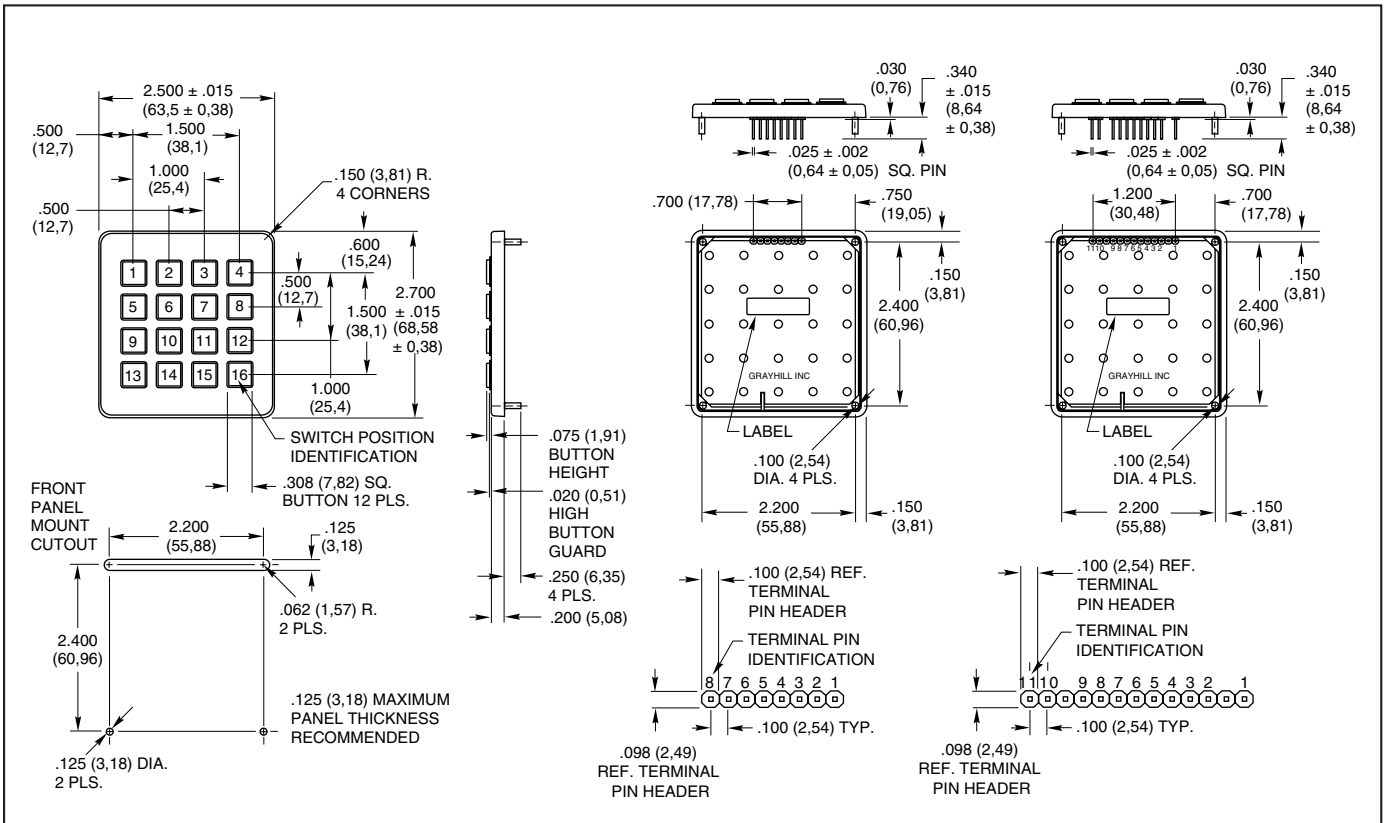 2.500 ± .015
(63,5 ± 0,38)
.500
(12,7)
1.500
(38,1)
1.000
(25,4)
.500
(12,7)
.150 (3,81) R.
4 CORNERS
.600
(15,24)
.500
(12,7)
1.500
(38,1)
2.700
± .015
(68,58
± 0,38)
1.000
(25,4)
1 2 3 4
5 6 7 8
9 10 11 12
13 14 15 16
SWITCH POSITION
IDENTIFICATION
.308 (7,82) SQ.
BUTTON 12 PLS.
FRONT
PANEL
MOUNT
CUTOUT
2.200
(55,88)
.125
(3,18)
.062 (1,57) R.
2 PLS.
2.400
(60,96)
.125 (3,18) MAXIMUM
PANEL THICKNESS
RECOMMENDED
.125 (3,18) DIA.
2 PLS.
.075 (1,91)
BUTTON
HEIGHT
.020 (0,51)
HIGH
BUTTON
GUARD
.250 (6,35)
4 PLS.
.200 (5,08)
.030
(0,76)
.340
± .015
(8,64
± 0,38)
.025 ± .002
(0,64 ± 0,05) SQ. PIN
.700 (17,78)
.750
(19,05)
.150
(3,81)
2.400
(60,96)
GRAYHILL INC
LABEL
.100 (2,54)
DIA. 4 PLS.
2.200
(55,88)
.150
(3,81)
.100 (2,54) REF.
TERMINAL
PIN HEADER
TERMINAL PIN
IDENTIFICATION
8 7 6 5 4 3 2 1
.100 (2,54) TYP.
.098 (2,49)
REF. TERMINAL
PIN HEADER
.030
(0,76)
.340
± .015
(8,64
± 0,38)
.025 ± .002
(0,64 ± 0,05) SQ. PIN
1.200
(30,48)
.700
(17,78)
1110 9 8 7 6 5 4 3 2 1
.150
(3,81)
2.400
(60,96)
GRAYHILL INC
LABEL
.100 (2,54)
DIA. 4 PLS.
2.200
(55,88)
.150
(3,81)
.100 (2,54) REF.
TERMINAL
PIN HEADER
TERMINAL PIN
IDENTIFICATION
11 10 9 8 7 6 5 4 3 2 1
.100 (2,54) TYP.
.098 (2,49)
REF. TERMINAL
PIN HEADER